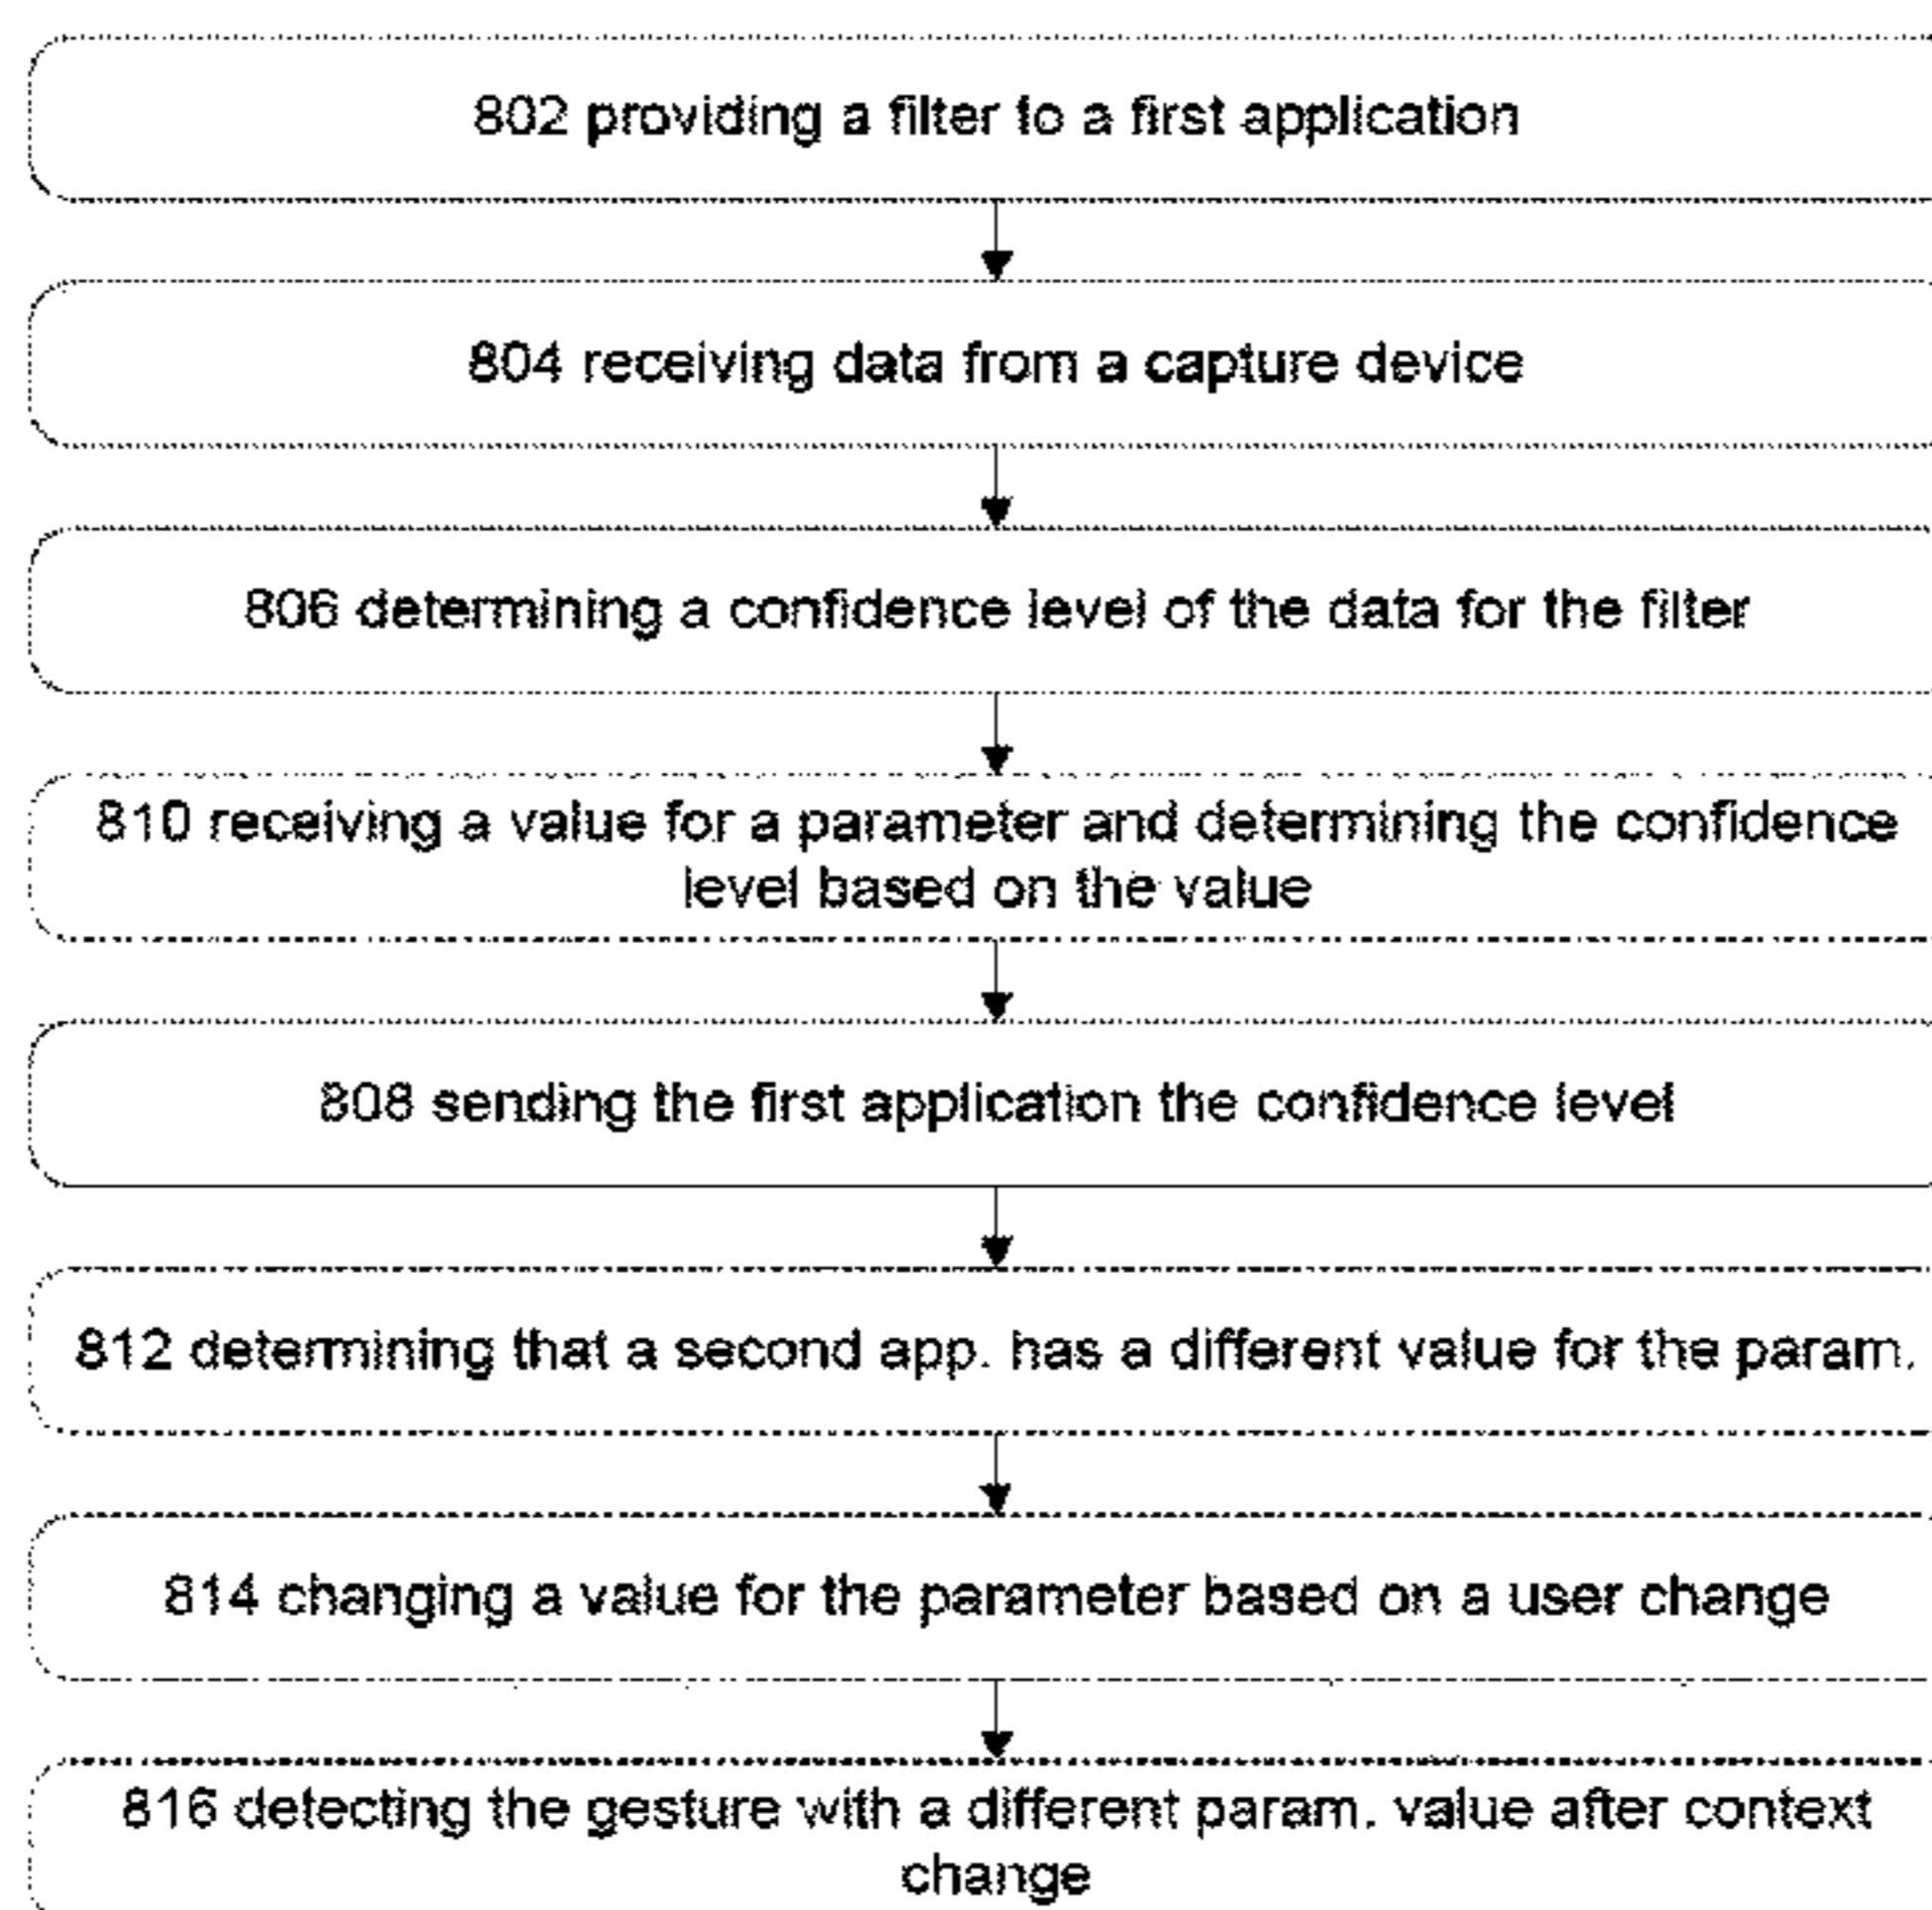 802 providing a filter to a first application
804 receiving data from a capture device
806 determining a confidence level of the data for the filter
810 receiving a value for a parameter and determining the confidence
level based on the value
808 sending the first application the confidence level
812 determining that a second app. has a different value for the param.
814 changing a value for the parameter based on a user change
816 detecting the gesture with a different param. value after context
change